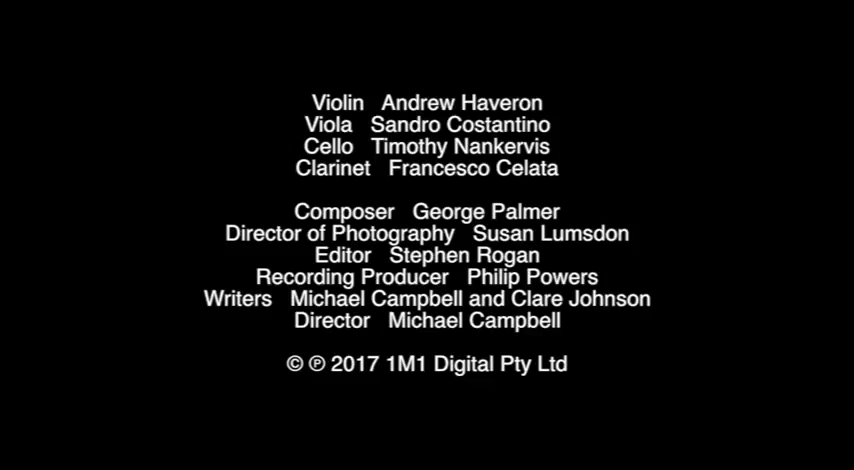 Violin Andrew Haveron
Viola Sandro Costantino
Cello Timothy Nankervis
Clarinet Francesco Celata
Composer George Palmer
Director of Photography Susan Lumsdon
Editor Stephen Rogan
Recording Producer Philip Powers
Writers Michael Campbell and Clare Johnson
Director Michael Campbell
© ℗ 2017 1M1 Digital Pty Ltd